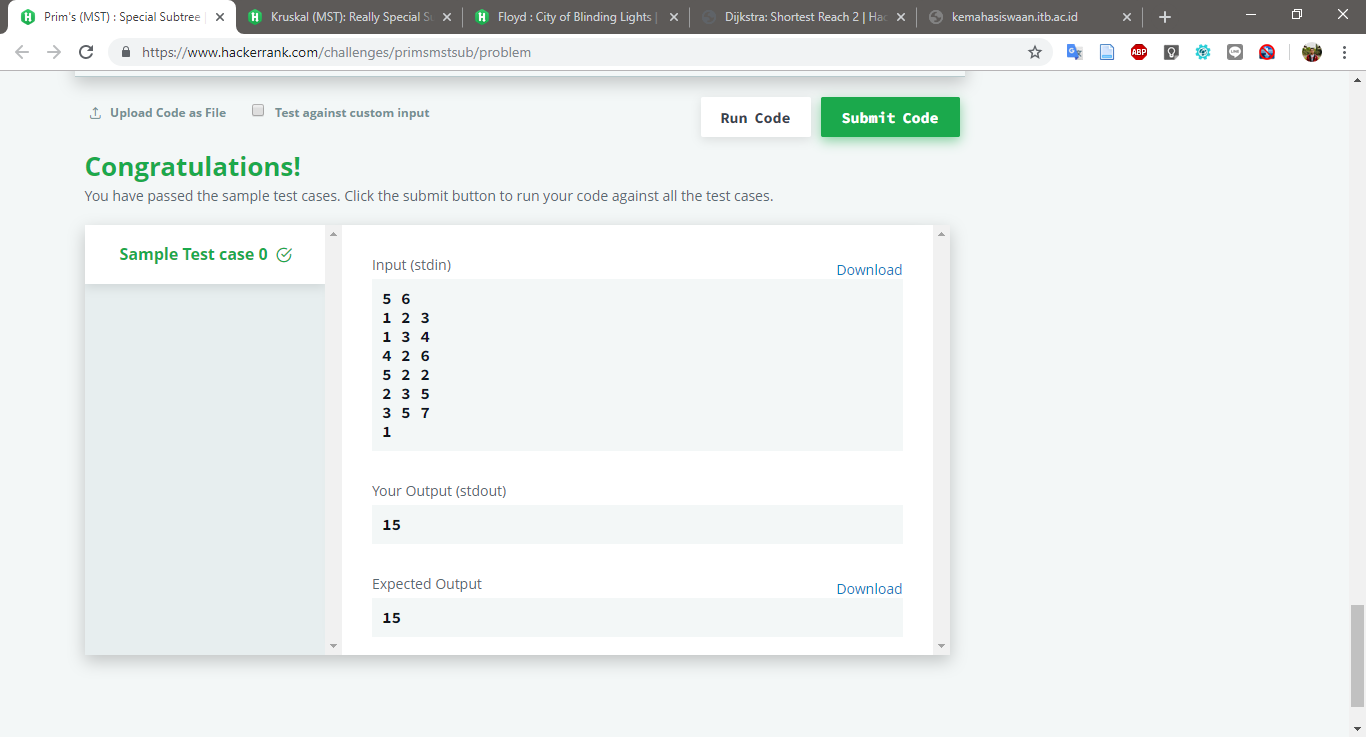 Prim's (MST) : Special Subtree
Kruskal (MST): Really Special S
Floyd : City of Blinding Lights
Dijkstra: Shortest Reach 2 | Hac
kemahasiswaan.itb.ac.id
https://www.hackerrank.com/challenges/primsmstsub/problem
ABP
Upload Code as File
Test against custom input
Run Code
Submit Code
Congratulations!
You have passed the sample test cases. Click the submit button to run your code against all the test cases.
Sample Test case 0
Input (stdin)
Download
5 6
1 2 3
1 3 4
4 2 6
5 2 2
2 3 5
3 5 7
1
Your Output (stdout)
15
Expected Output
Download
15